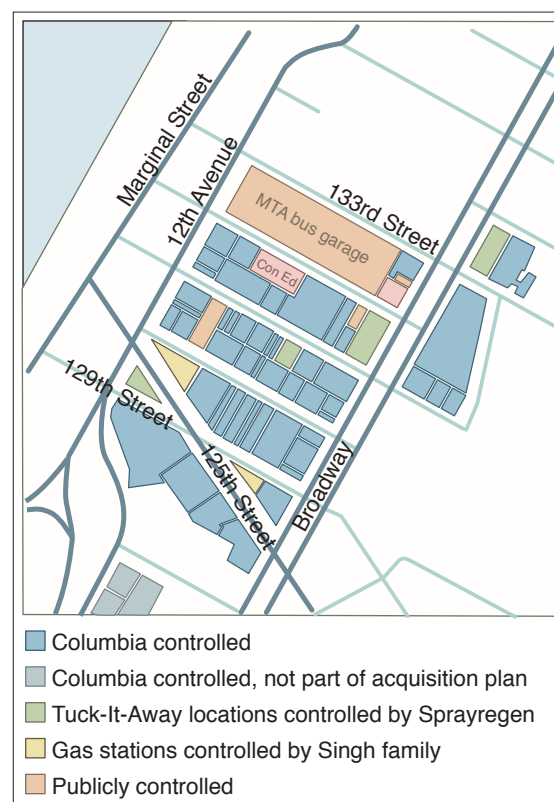 Marginal Street
12th Avenue
133rd Street
MTA bus garage
Con Ed
129th Street
125th Street
Broadway
Columbia controlled
Columbia controlled, not part of acquisition plan
Tuck-It-Away locations controlled by Sprayregen
Gas stations controlled by Singh family
Publicly controlled